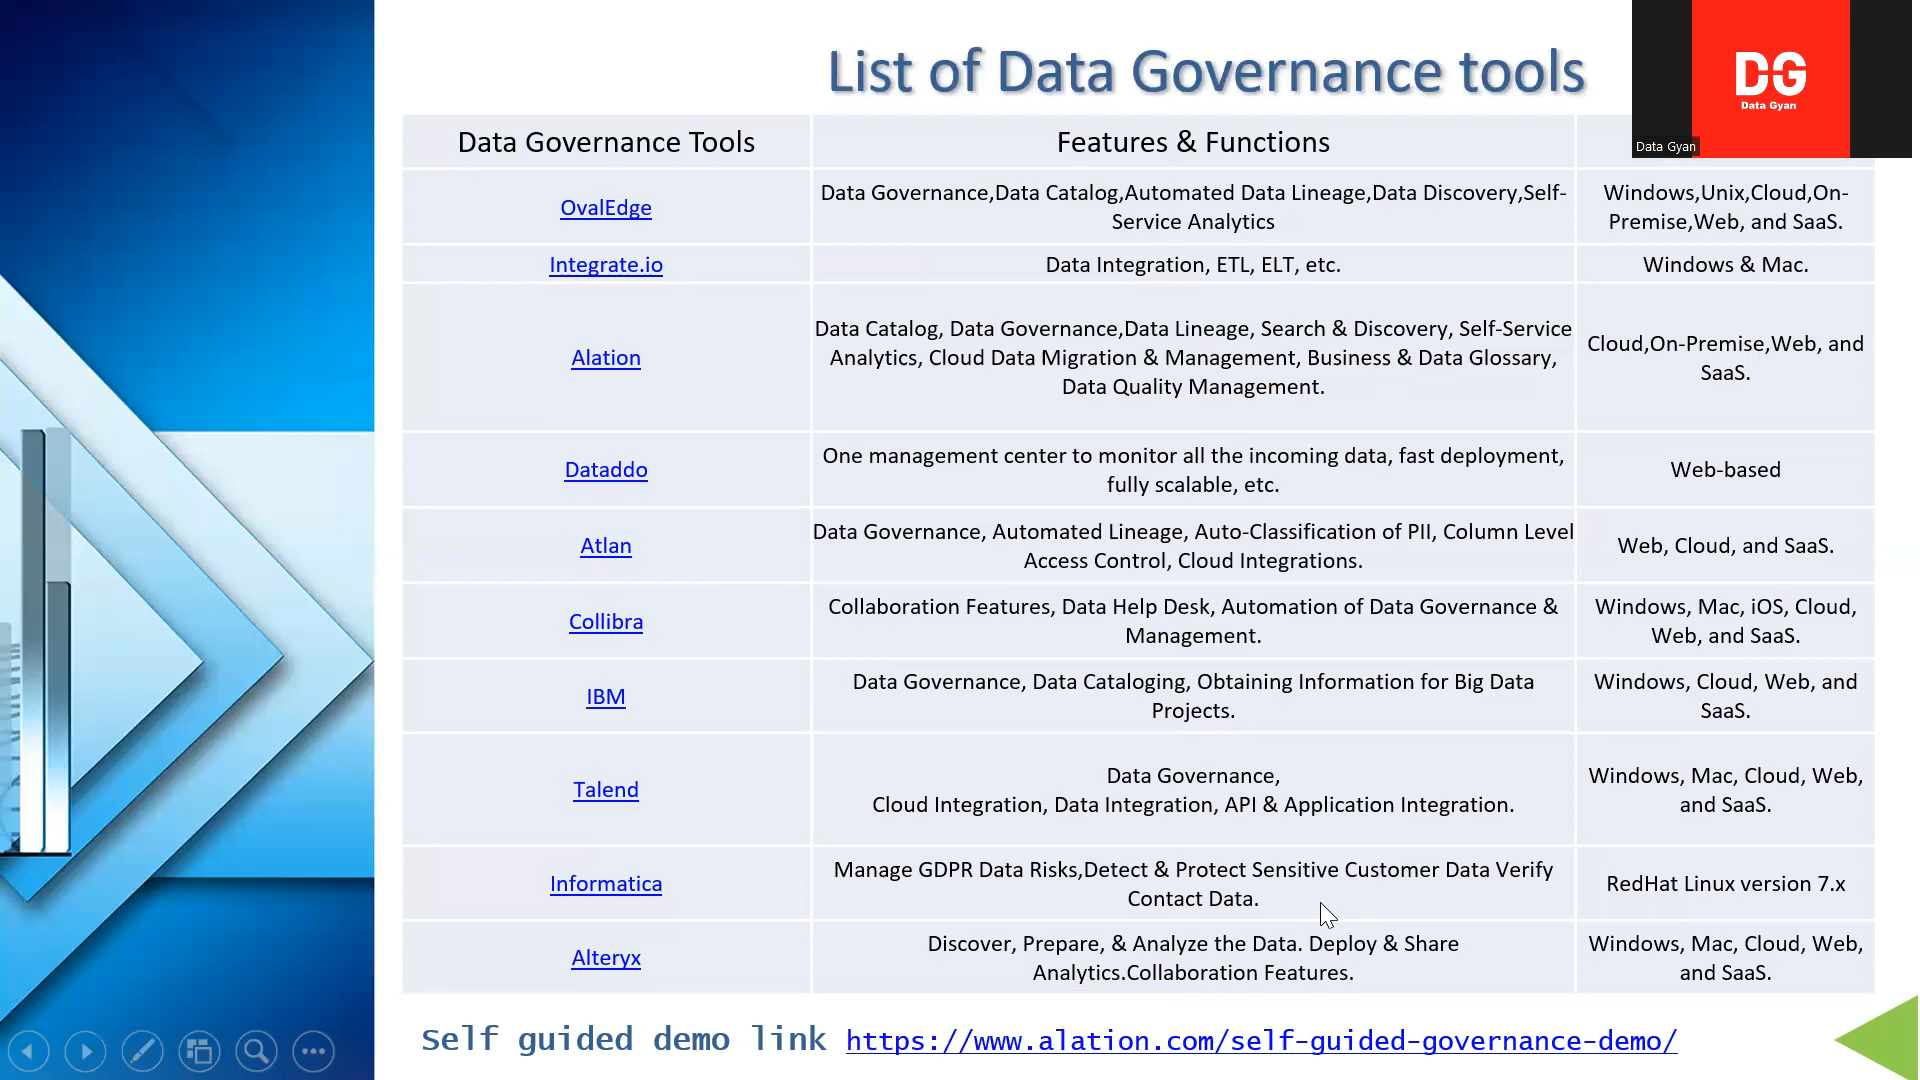 List of Data Governance tools
DG
Data Gyan
Data Gyan
Data Governance Tools
Features & Functions
OvalEdge
Data Governance,Data Catalog,Automated Data Lineage,Data Discovery,Self-
Service Analytics
Windows,Unix,Cloud,On-
Premise,Web, and SaaS.
Integrate.io
Data Integration, ETL, ELT, etc.
Windows & Mac.
Alation
Data Catalog, Data Governance,Data Lineage, Search & Discovery, Self-Service
Analytics, Cloud Data Migration & Management, Business & Data Glossary,
Data Quality Management.
Cloud,On-Premise,Web, and
SaaS.
Dataddo
One management center to monitor all the incoming data, fast deployment,
fully scalable, etc.
Web-based
Atlan
Data Governance, Automated Lineage, Auto-Classification of PII, Column Level
Access Control, Cloud Integrations.
Web, Cloud, and SaaS.
Collibra
Collaboration Features, Data Help Desk, Automation of Data Governance &
Management.
Windows, Mac, iOS, Cloud,
Web, and SaaS.
IBM
Data Governance, Data Cataloging, Obtaining Information for Big Data
Projects.
Windows, Cloud, Web, and
SaaS.
Talend
Data Governance,
Cloud Integration, Data Integration, API & Application Integration.
Windows, Mac, Cloud, Web,
and SaaS.
Informatica
Manage GDPR Data Risks,Detect & Protect Sensitive Customer Data Verify
Contact Data.
RedHat Linux version 7.x
Alteryx
Discover, Prepare, & Analyze the Data. Deploy & Share
Analytics.Collaboration Features.
Windows, Mac, Cloud, Web,
and SaaS.
Self guided demo link https://www.alation.com/self-guided-governance-demo/